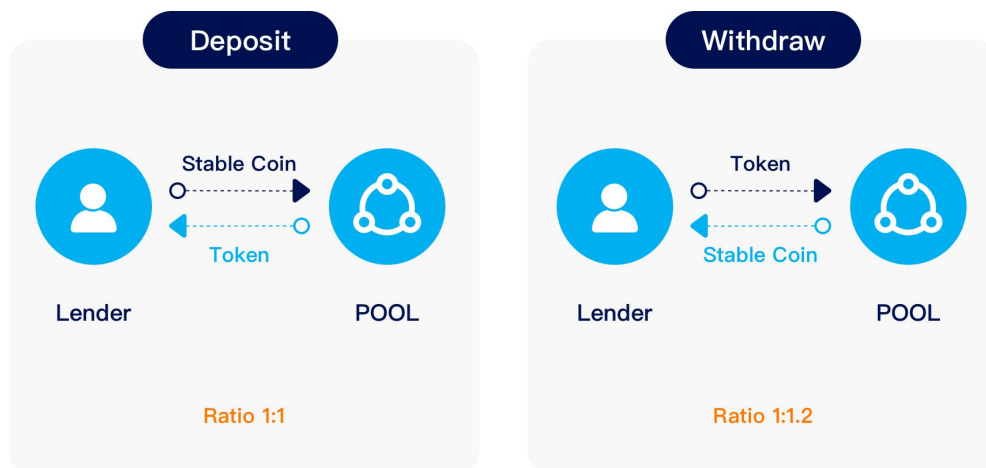 Deposit
Stable Coin
Token
Lender
POOL
Ratio 1:1
Withdraw
Token
Stable Coin
Lender
POOL
Ratio 1:1.2